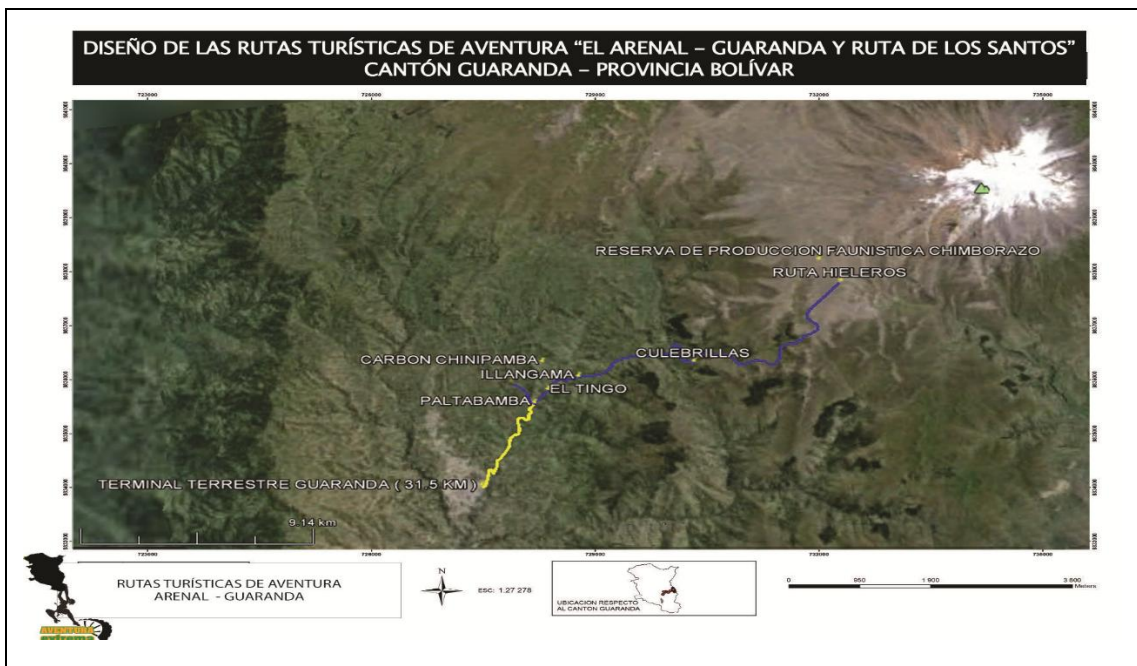 DISEÑO DE LAS RUTAS TURÍSTICAS DE AVENTURA “EL ARENAL – GUARANDA Y RUTA DE LOS SANTOS”
CANTÓN GUARANDA – PROVINCIA BOLÍVAR
RESERVA DE PRODUCCION FAUNISTICA CHIMBORAZO
RUTA HIELEROS
CULEBRILLAS
CARBON CHINIPAMBA
ILLANGAMA
EL TINGO
PALTABAMBA
TERMINAL TERRESTRE GUARANDA ( 31,5 KM )
9.14 km
RUTAS TURÍSTICAS DE AVENTURA
ARENAL - GUARANDA
N
ESC: 1.27 278
UBICACION RESPECTO
AL CANTON GUARANDA
0 950 1 900 3 800
Meters
AVENTURA
extrema